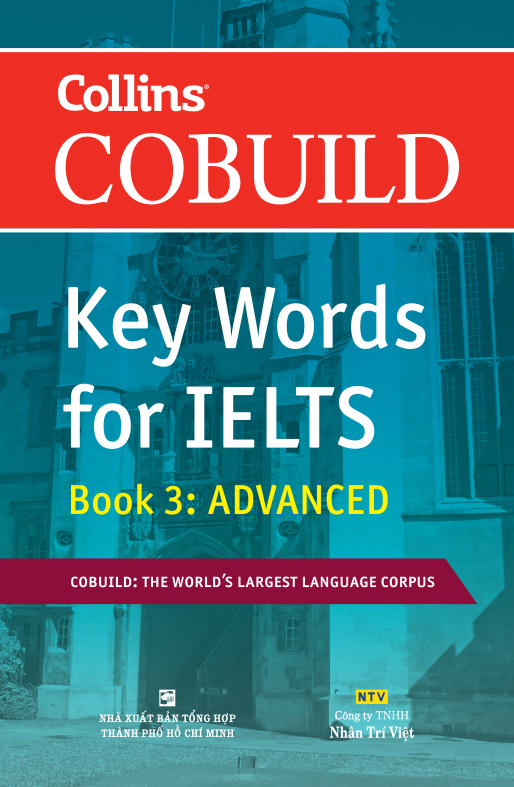 Collins®
COBUILD
Key Words
for IELTS
Book 3: ADVANCED
COBUILD: THE WORLD'S LARGEST LANGUAGE CORPUS
NHÀ XUẤT BẢN TỔNG HỢP
THÀNH PHỐ HỒ CHÍ MINH
NTV
Công ty TNHH
Nhân Trí Việt